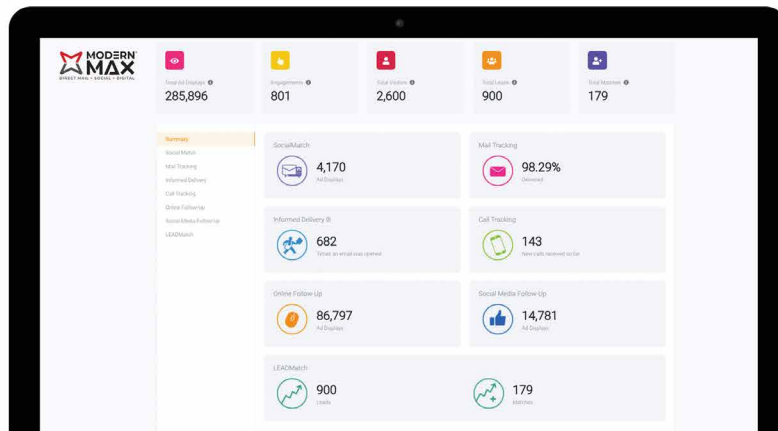 MODERN
MAX
DIRECT MAIL • SOCIAL • DIGITAL
Total Ad Displays
285,896
Engagements
801
Total Visitors
2,600
Total Leads
900
Total Matches
179
Summary
Social Match
Mail Tracking
Informed Delivery
Call Tracking
Online Follow-Up
Social Media Follow-Up
LEADMatch
SocialMatch
4,170
Ad Displays
Mail Tracking
98.29%
Delivered
Informed Delivery ®
682
Times an email was opened
Call Tracking
143
New calls received so far
Online Follow-Up
86,797
Ad Displays
Social Media Follow-Up
14,781
Ad Displays
LEADMatch
900
Leads
179
Matches